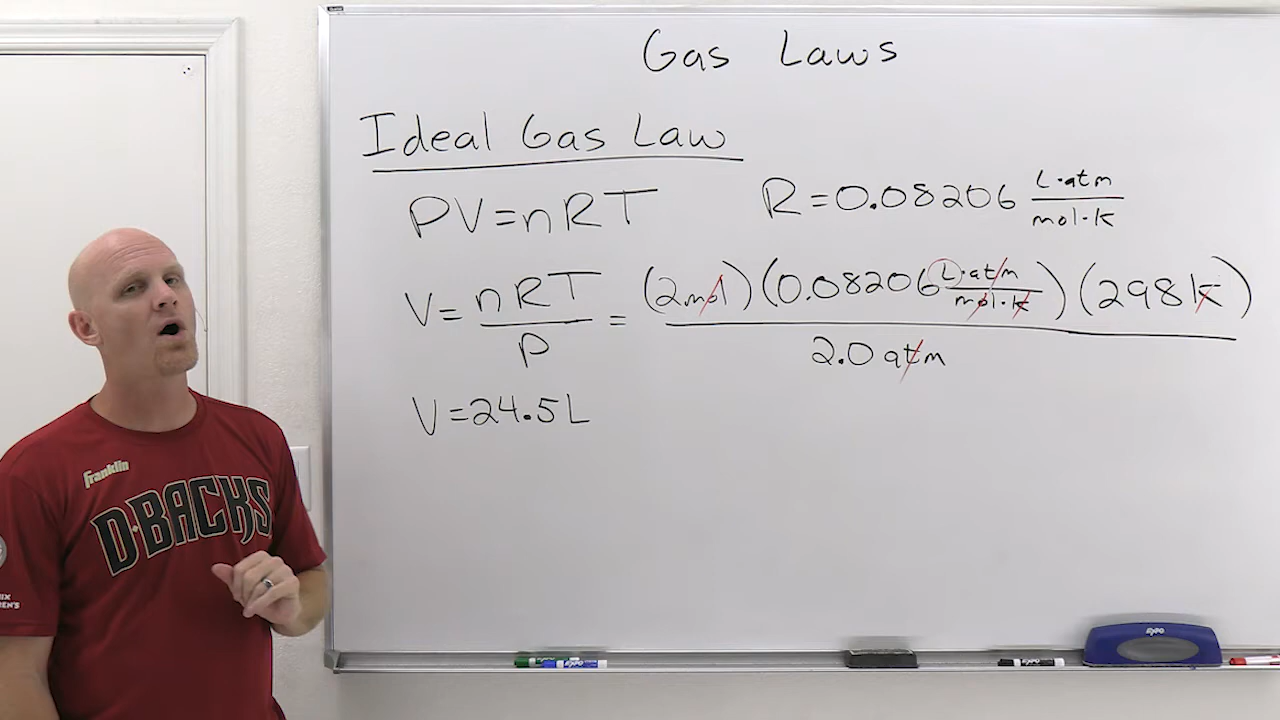 Gas Laws
Ideal Gas Law
PV=nRT R=0.08206 L·atm/mol·k
V=nRT/P=(2mol)(0.08206 L·atm/mol·k)(298k)/2.0atm
V=24.5L
Franklin
D-BACKS
EXPO